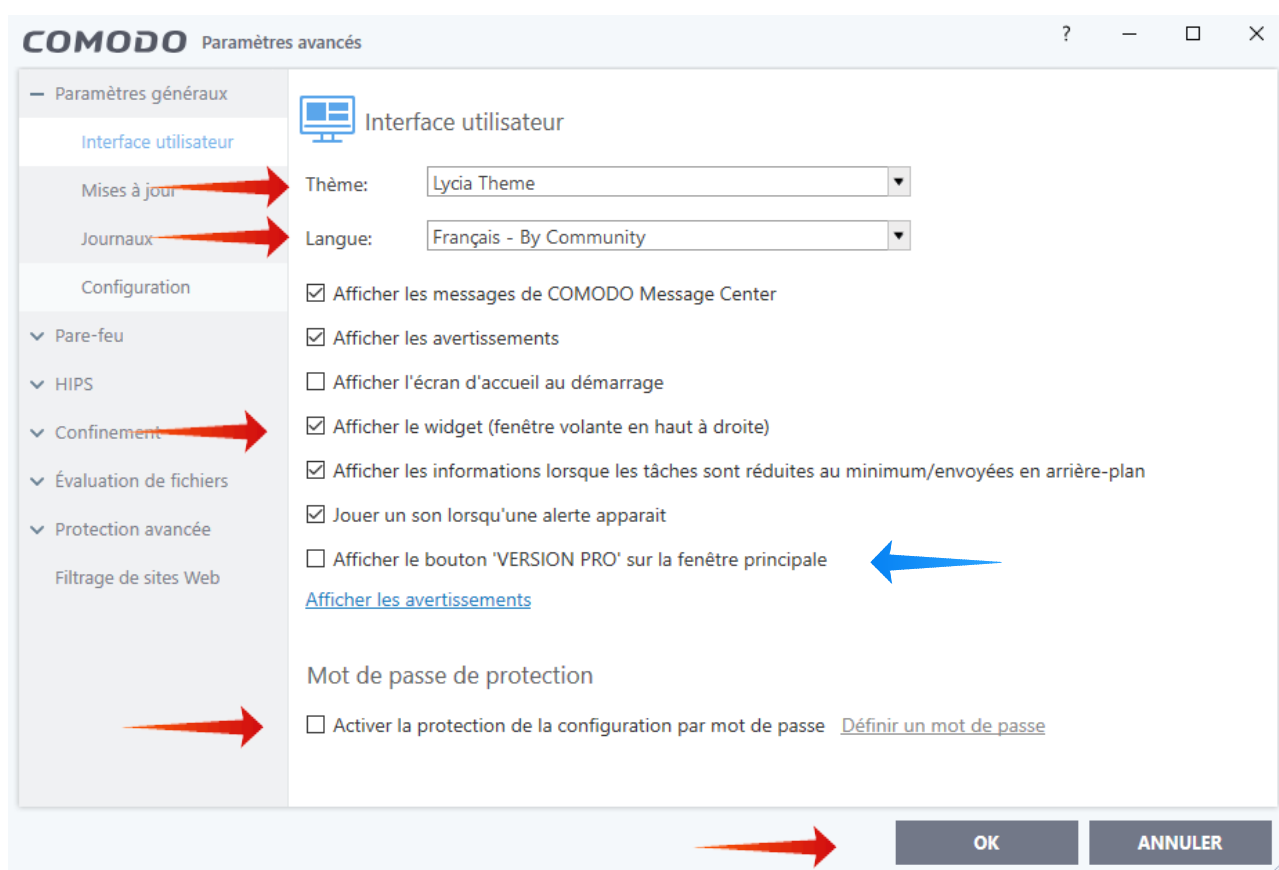 COMODO Paramètres avancés ?
Paramètres généraux
Interface utilisateur
Mises à jour
Journaux
Configuration
Pare-feu
HIPS
Confinement
Évaluation de fichiers
Protection avancée
Filtrage de sites Web
Interface utilisateur
Thème: Lycia Theme
Langue: Français - By Community
Afficher les messages de COMODO Message Center
Afficher les avertissements
Afficher l'écran d'accueil au démarrage
Afficher le widget (fenêtre volante en haut à droite)
Afficher les informations lorsque les tâches sont réduites au minimum/envoyées en arrière-plan
Jouer un son lorsqu'une alerte apparait
Afficher le bouton 'VERSION PRO' sur la fenêtre principale
Afficher les avertissements
Mot de passe de protection
Activer la protection de la configuration par mot de passe Définir un mot de passe
OK ANNULER